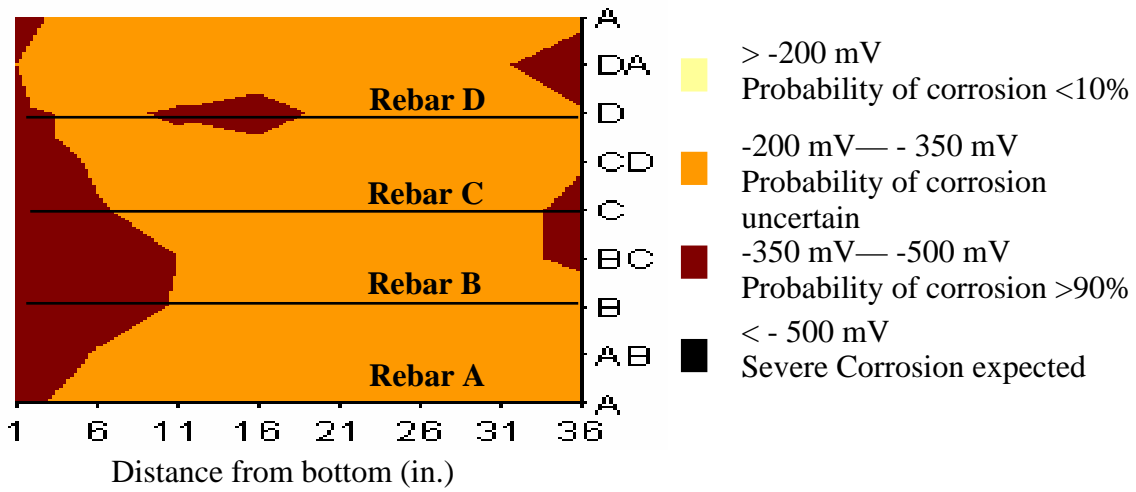 A
DA
Rebar D
D
CD
Rebar C
C
BC
Rebar B
B
AB
Rebar A
A
1 6 11 16 21 26 31 36
Distance from bottom (in.)
> -200 mV
Probability of corrosion <10%
-200 mV— - 350 mV
Probability of corrosion
uncertain
-350 mV— -500 mV
Probability of corrosion >90%
< - 500 mV
Severe Corrosion expected